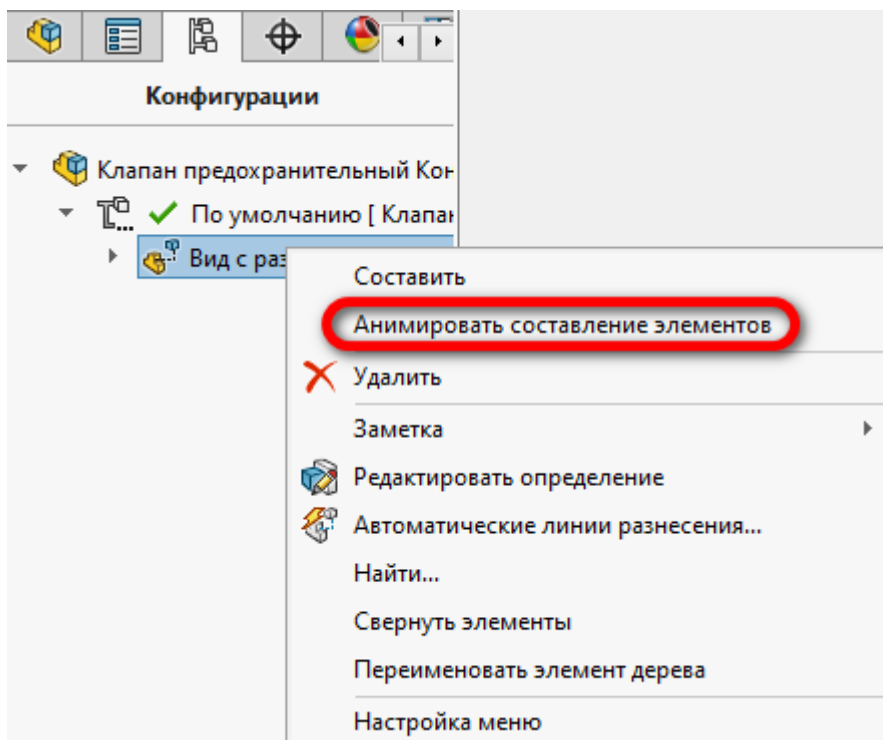 Конфигурации
Клапан предохранительный Кон
По умолчанию [ Клапан
Вид с раз
Составить
Анимировать составление элементов
Удалить
Заметка
Редактировать определение
Автоматические линии разнесения...
Найти...
Свернуть элементы
Переименовать элемент дерева
Настройка меню